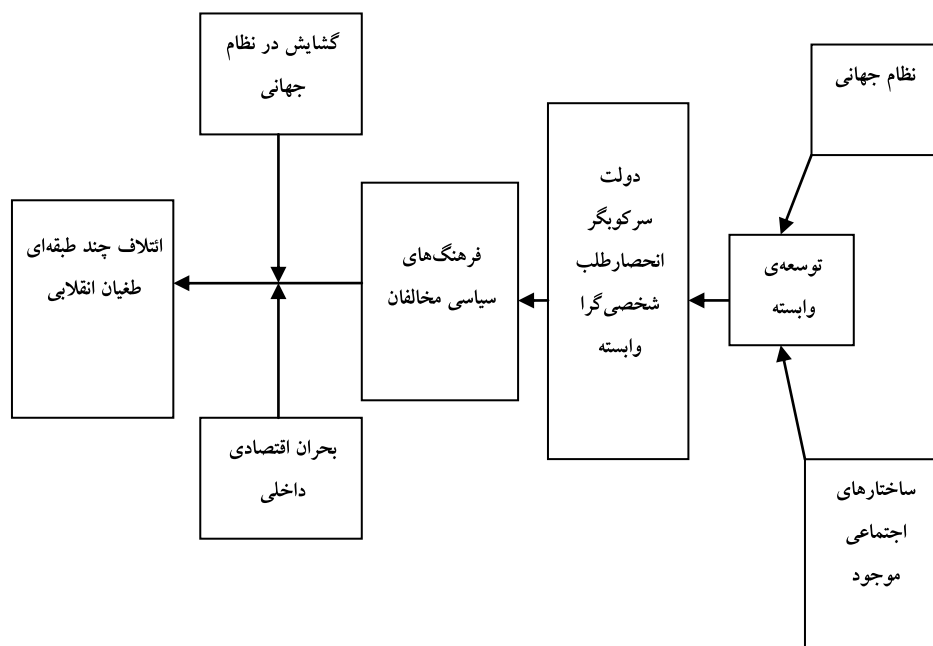 نظام جهانی
توسعه‌ی
وابسته
ساختارهای
اجتماعی
موجود
دولت
سرکوبگر
انحصارطلب
شخصی‌گرا
وابسته
فرهنگ‌های
سیاسی مخالفان
گشایش در نظام
جهانی
بحران اقتصادی
داخلی
ائتلاف چند طبقه‌ای
طغیان انقلابی